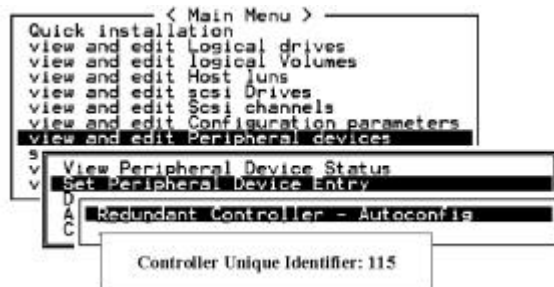 < Main Menu >
Quick installation
view and edit Logical drives
view and edit logical Volumes
view and edit Host luns
view and edit scsi Drives
view and edit Scsi channels
view and edit Configuration parameters
view and edit Peripheral devices
s
v View Peripheral Device Status
v Set Peripheral Device Entry
D
A Redundant Controller - Autoconfig
C
Controller Unique Identifier: 115